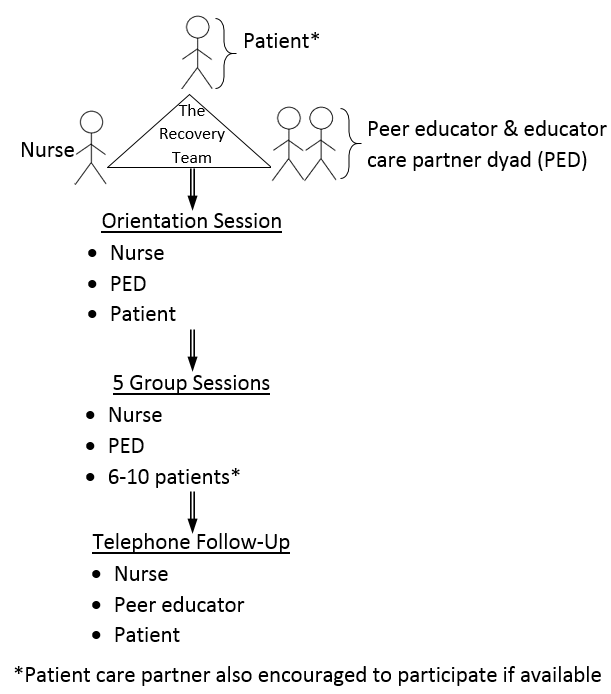 Patient*
The
Recovery
Team
Nurse
Peer educator & educator
care partner dyad (PED)
Orientation Session
• Nurse
• PED
• Patient
5 Group Sessions
• Nurse
• PED
• 6-10 patients*
Telephone Follow-Up
• Nurse
• Peer educator
• Patient
*Patient care partner also encouraged to participate if available